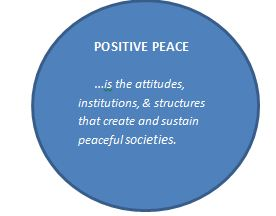 POSITIVE PEACE
...is the attitudes,
institutions, & structures
that create and sustain
peaceful societies.